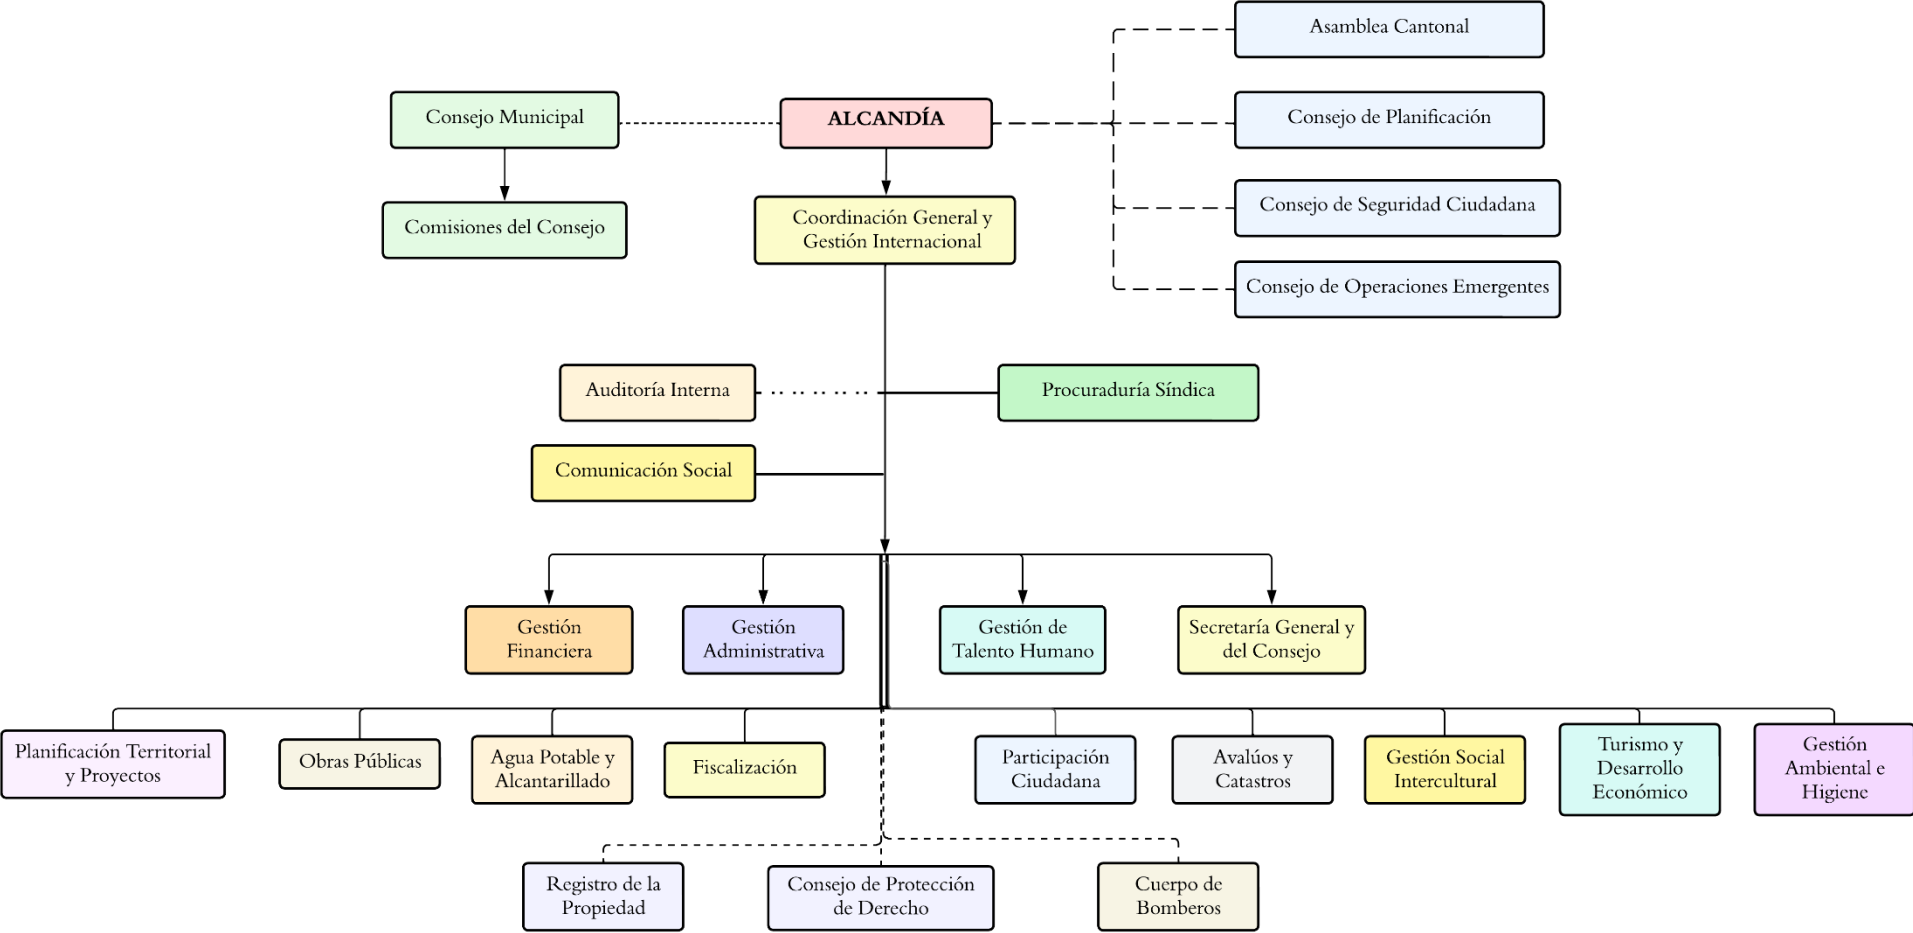 Asamblea Cantonal
Consejo Municipal
ALCANDÍA
Consejo de Planificación
Comisiones del Consejo
Coordinación General y
Gestión Internacional
Consejo de Seguridad Ciudadana
Consejo de Operaciones Emergentes
Auditoría Interna
Procuraduría Síndica
Comunicación Social
Gestión
Financiera
Gestión
Administrativa
Gestión de
Talento Humano
Secretaría General y
del Consejo
Planificación Territorial
y Proyectos
Obras Públicas
Agua Potable y
Alcantarillado
Fiscalización
Participación
Ciudadana
Avalúos y
Catastros
Gestión Social
Intercultural
Turismo y
Desarrollo
Económico
Gestión
Ambiental e
Higiene
Registro de la
Propiedad
Consejo de Protección
de Derecho
Cuerpo de
Bomberos